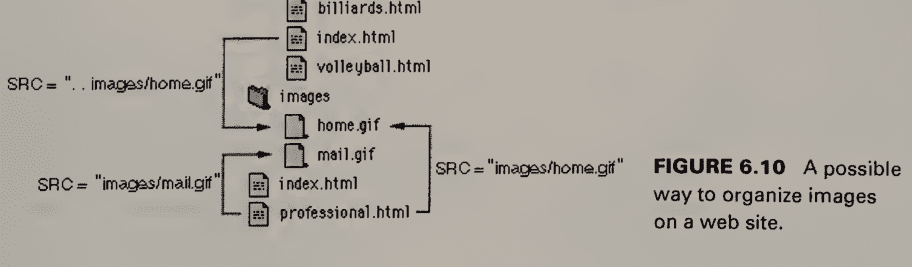 billiards.html
index.html
volleyball.html
SRC = ". . images/home.gif"
images
home.gif
mail.gif
SRC = "images/home.gif"
SRC = "images/mail.gif"
index.html
professional.html
FIGURE 6.10 A possible
way to organize images
on a web site.